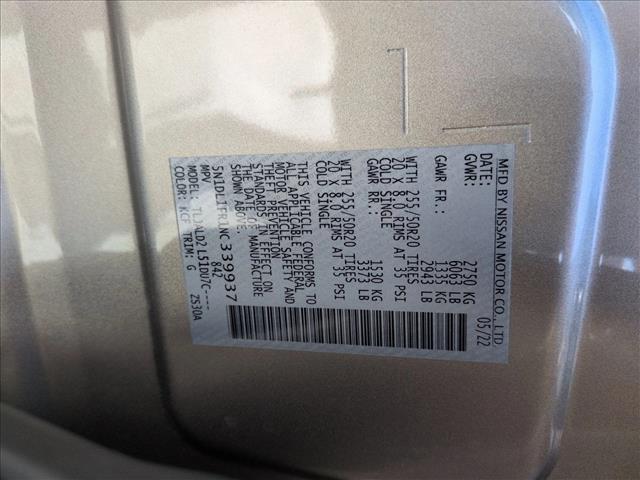 MFD BY NISSAN MOTOR CO.,LTD
DATE: 05/22
GVWR: 2750 KG
6063 LB
GAWR FR.: 1335 KG
2943 LB
WITH 255/50R20 TIRES
20 X 8.0 RIMS AT 35 PSI
COLD SINGLE
GAWR RR.: 1530 KG
3372 LB
WITH 255/50R20 TIRES
20 X 8.0 RIMS AT 35 PSI
COLD SINGLE
THIS VEHICLE CONFORMS TO
ALL APPLICABLE FEDERAL
MOTOR VEHICLE SAFETY AND
THEFT PREVENTION
STANDARDS IN EFFECT ON
THE DATE OF MANUFACTURE
SHOWN ABOVE.
339937
MPV 842
MODEL:
COLOR: KCF TRIM: G ZS30A